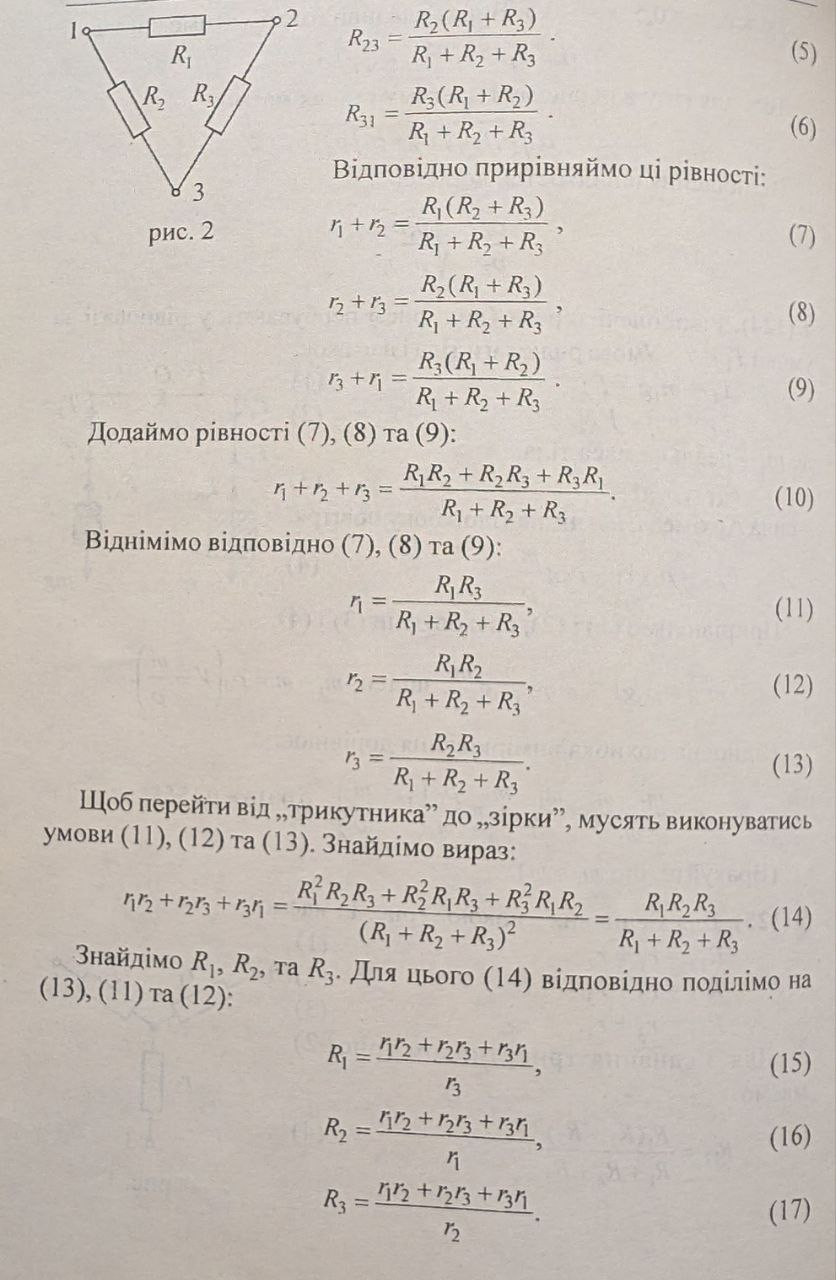 1
2
R₁
R₂
R₃
3
рис. 2
R₂₃ = R₂(R₁ + R₃) / (R₁ + R₂ + R₃) . (5)
R₃₁ = R₃(R₁ + R₂) / (R₁ + R₂ + R₃) . (6)
Відповідно прирівняймо ці рівності:
r₁ + r₂ = R₁(R₂ + R₃) / (R₁ + R₂ + R₃) , (7)
r₂ + r₃ = R₂(R₁ + R₃) / (R₁ + R₂ + R₃) , (8)
r₃ + r₁ = R₃(R₁ + R₂) / (R₁ + R₂ + R₃) . (9)
Додаймо рівності (7), (8) та (9):
r₁ + r₂ + r₃ = (R₁R₂ + R₂R₃ + R₃R₁) / (R₁ + R₂ + R₃) . (10)
Віднімімо відповідно (7), (8) та (9):
r₁ = R₁R₃ / (R₁ + R₂ + R₃) , (11)
r₂ = R₁R₂ / (R₁ + R₂ + R₃) , (12)
r₃ = R₂R₃ / (R₁ + R₂ + R₃) . (13)
Щоб перейти від „трикутника” до „зірки”, мусять виконуватись
умови (11), (12) та (13). Знайдімо вираз:
r₁r₂ + r₂r₃ + r₃r₁ = (R₁²R₂R₃ + R₂²R₁R₃ + R₃²R₁R₂) / (R₁ + R₂ + R₃)² = R₁R₂R₃ / (R₁ + R₂ + R₃) . (14)
Знайдімо R₁, R₂, та R₃. Для цього (14) відповідно поділімо на
(13), (11) та (12):
R₁ = (r₁r₂ + r₂r₃ + r₃r₁) / r₃ , (15)
R₂ = (r₁r₂ + r₂r₃ + r₃r₁) / r₁ , (16)
R₃ = (r₁r₂ + r₂r₃ + r₃r₁) / r₂ . (17)